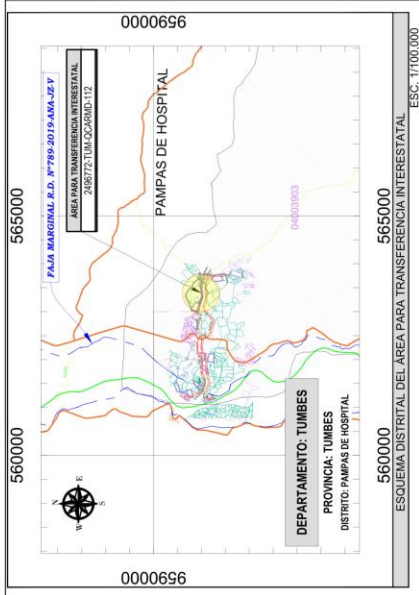 560000
565000
FAJA MARGINAL R.D. N°789-2019-ANA-JZ-V
ÁREA PARA TRANSFERENCIA INTERESTATAL
2496772-TUM-QCARMD-112
PAMPAS DE HOSPITAL
9590000
9590000
N
W
E
S
04003903
DEPARTAMENTO: TUMBES
PROVINCIA: TUMBES
DISTRITO: PAMPAS DE HOSPITAL
560000
565000
ESQUEMA DISTRITAL DEL ÁREA PARA TRANSFERENCIA INTERESTATAL
ESC. 1/100,000